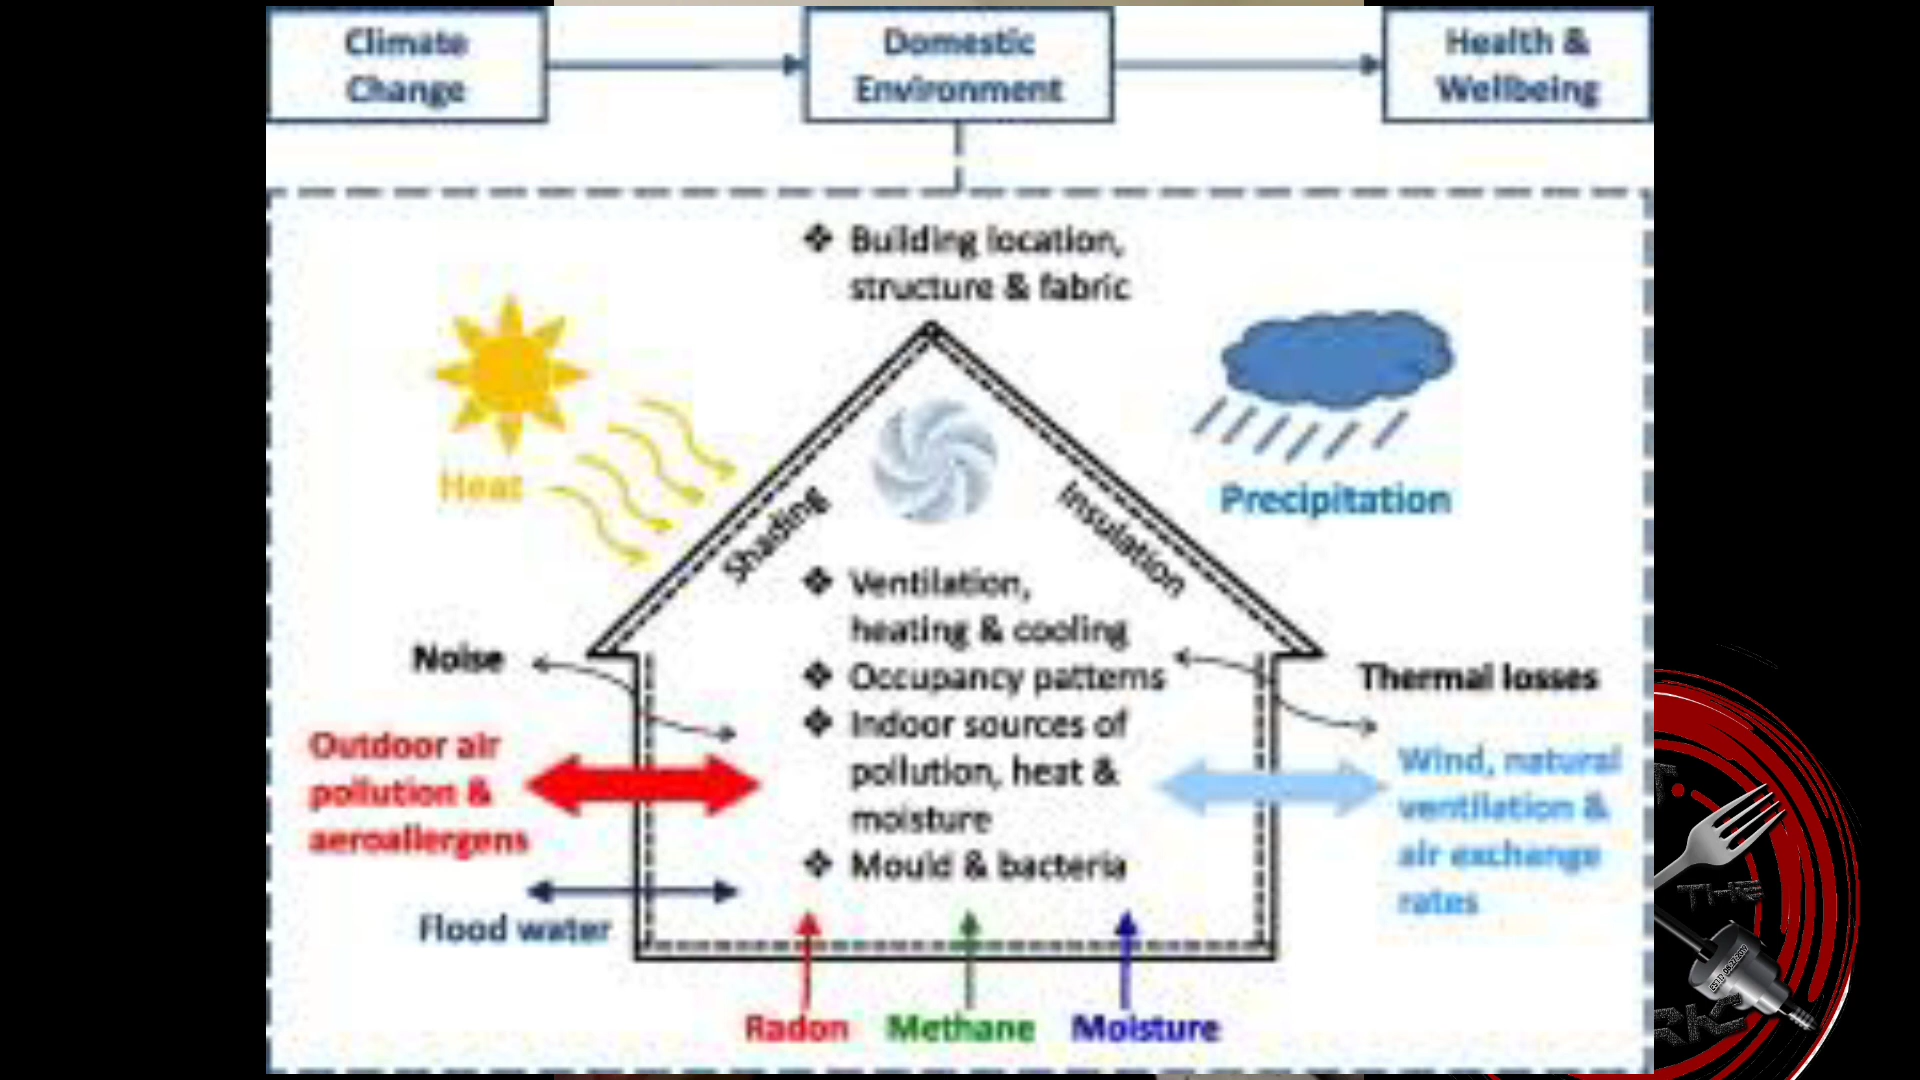 Climate
Change
Domestic
Environment
Health &
Wellbeing
❖ Building location,
structure & fabric
Heat
Precipitation
Shading
Insulation
❖ Ventilation,
heating & cooling
❖ Occupancy patterns
❖ Indoor sources of
pollution, heat &
moisture
❖ Mould & bacteria
Noise
Thermal losses
Outdoor air
pollution &
aeroallergens
Wind, natural
ventilation &
air exchange
rates
Flood water
Radon
Methane
Moisture
THE